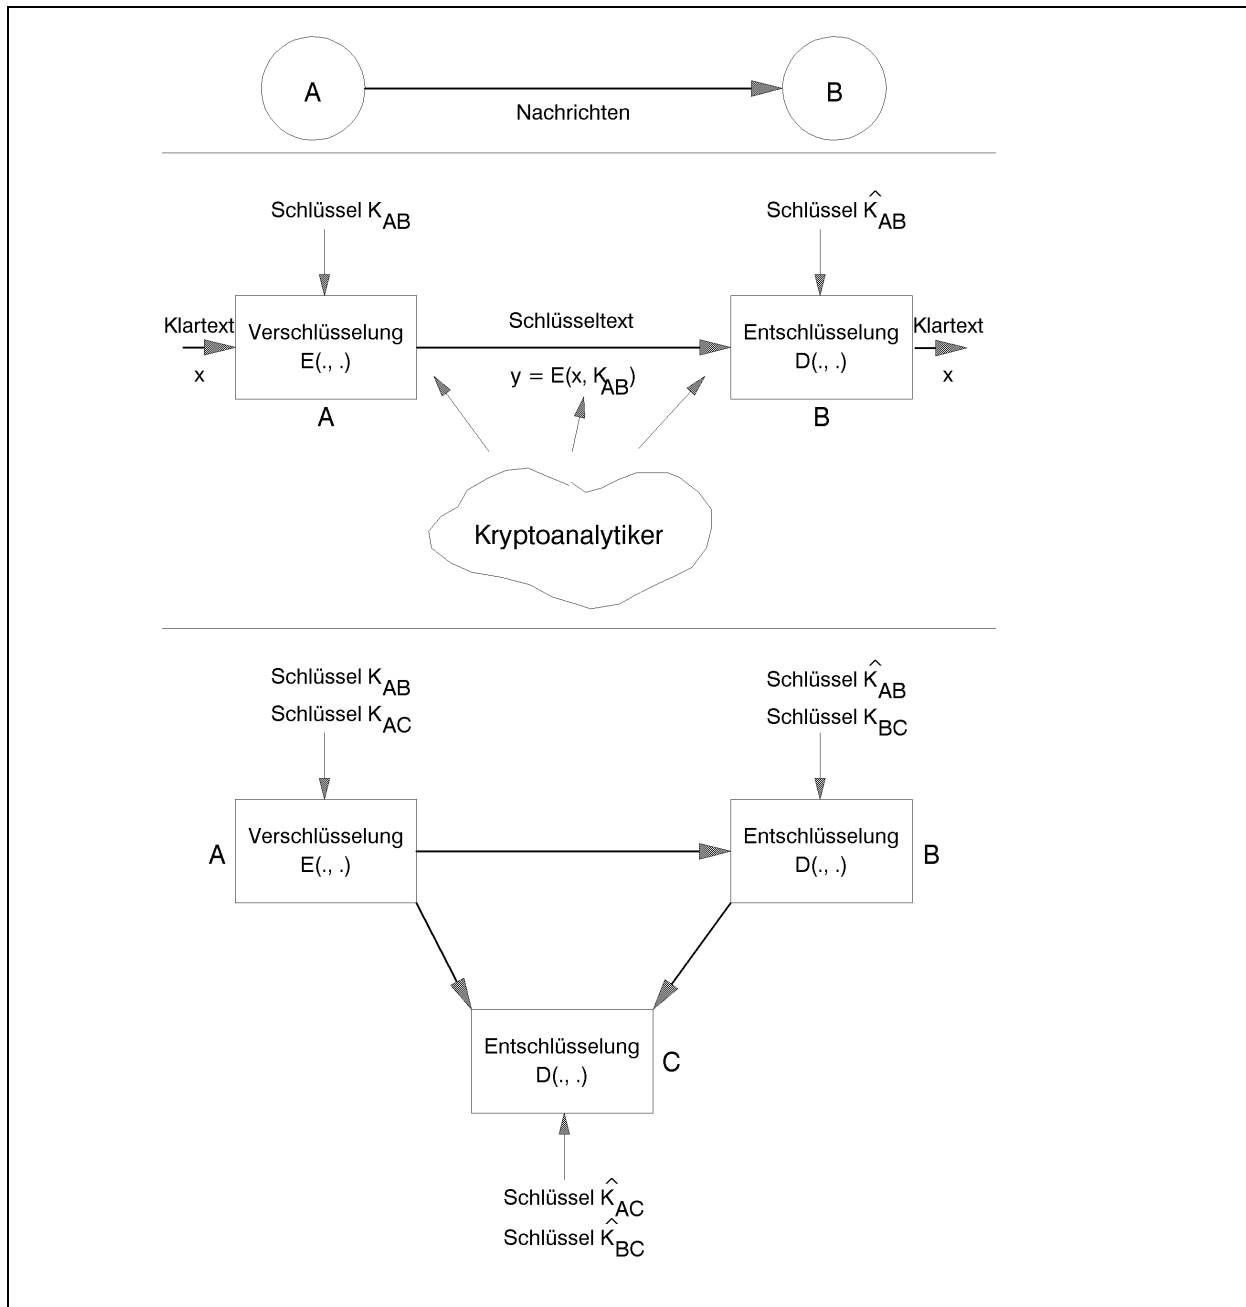 A
B
Nachrichten
Schlüssel K_AB
Schlüssel K̂_AB
Klartext
x
Verschlüsselung
E(., .)
A
Schlüsseltext
y = E(x, K_AB)
Entschlüsselung
D(., .)
B
Klartext
x
Kryptoanalytiker
Schlüssel K_AB
Schlüssel K_AC
Schlüssel K̂_AB
Schlüssel K_BC
A
Verschlüsselung
E(., .)
Entschlüsselung
D(., .)
B
Entschlüsselung
D(., .)
C
Schlüssel K̂_AC
Schlüssel K̂_BC